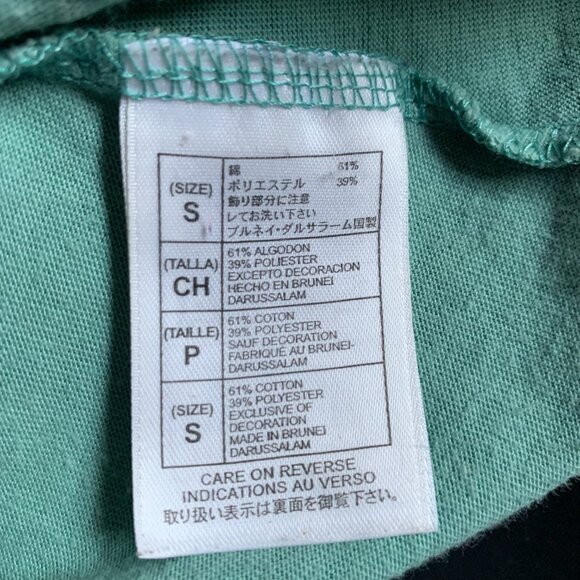 (SIZE)
S
綿 61%
ポリエステル 39%
飾り部分に注意
してお洗い下さい
ブルネイ・ダルサラーム国製
(TALLA)
CH
61% ALGODON
39% POLIESTER
EXCEPTO DECORACION
HECHO EN BRUNEI
DARUSSALAM
(TAILLE)
P
61% COTON
39% POLYESTER
SAUF DECORATION
FABRIQUÉ AU BRUNEI-
DARUSSALAM
(SIZE)
S
61% COTTON
39% POLYESTER
EXCLUSIVE OF
DECORATION
MADE IN BRUNEI
DARUSSALAM
CARE ON REVERSE
INDICATIONS AU VERSO
取り扱い表示は裏面を御覧下さい。